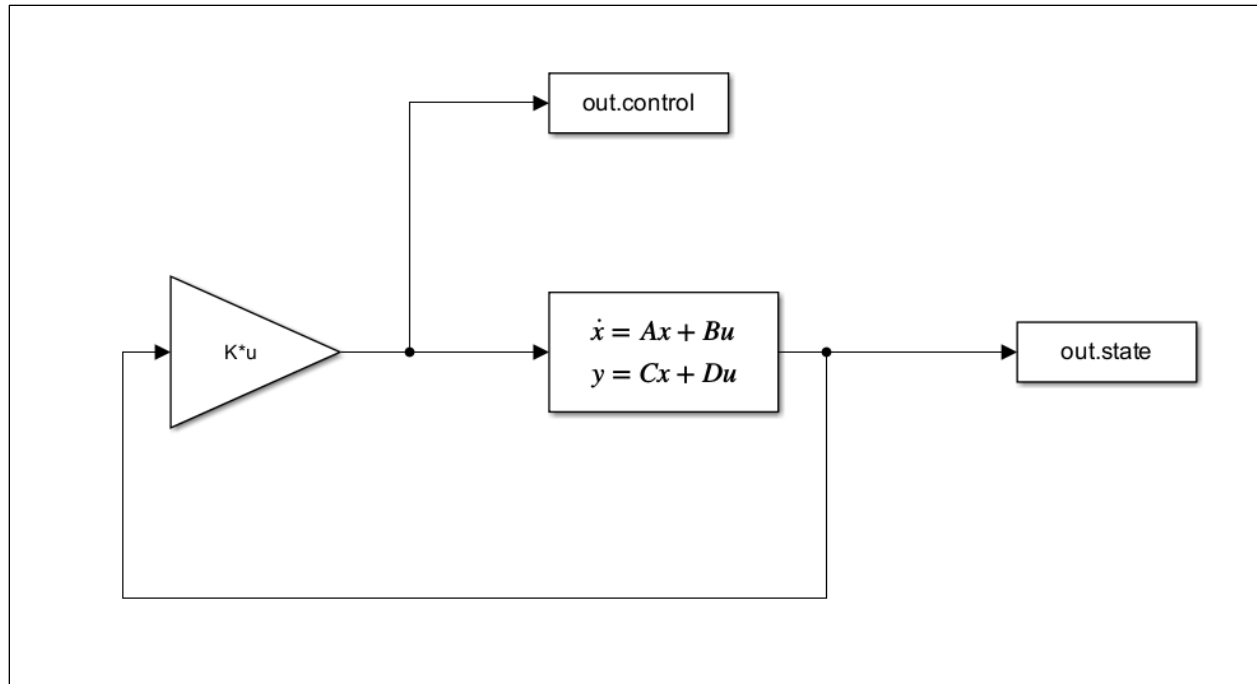 out.control
K*u
ẋ = Ax + Bu
y = Cx + Du
out.state